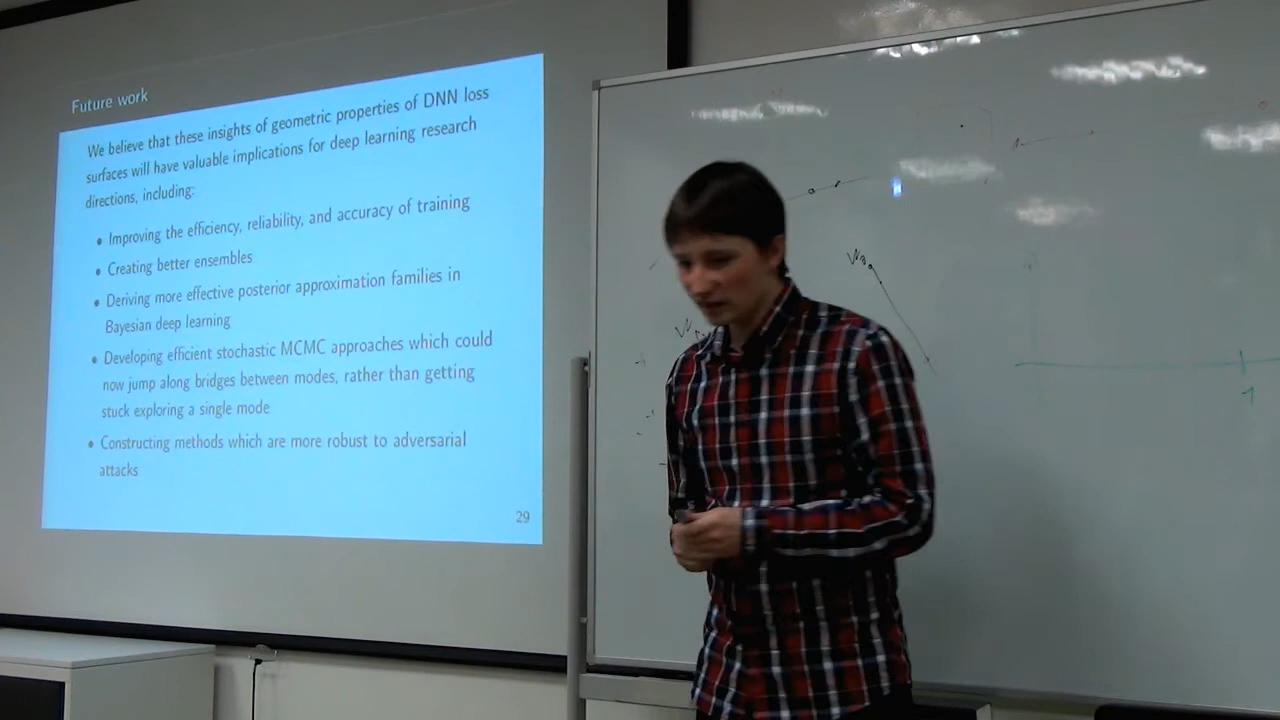 Future work
We believe that these insights of geometric properties of DNN loss
surfaces will have valuable implications for deep learning research
directions, including:
• Improving the efficiency, reliability, and accuracy of training
• Creating better ensembles
• Deriving more effective posterior approximation families in
Bayesian deep learning
• Developing efficient stochastic MCMC approaches which could
now jump along bridges between modes, rather than getting
stuck exploring a single mode
• Constructing methods which are more robust to adversarial
attacks
29
1